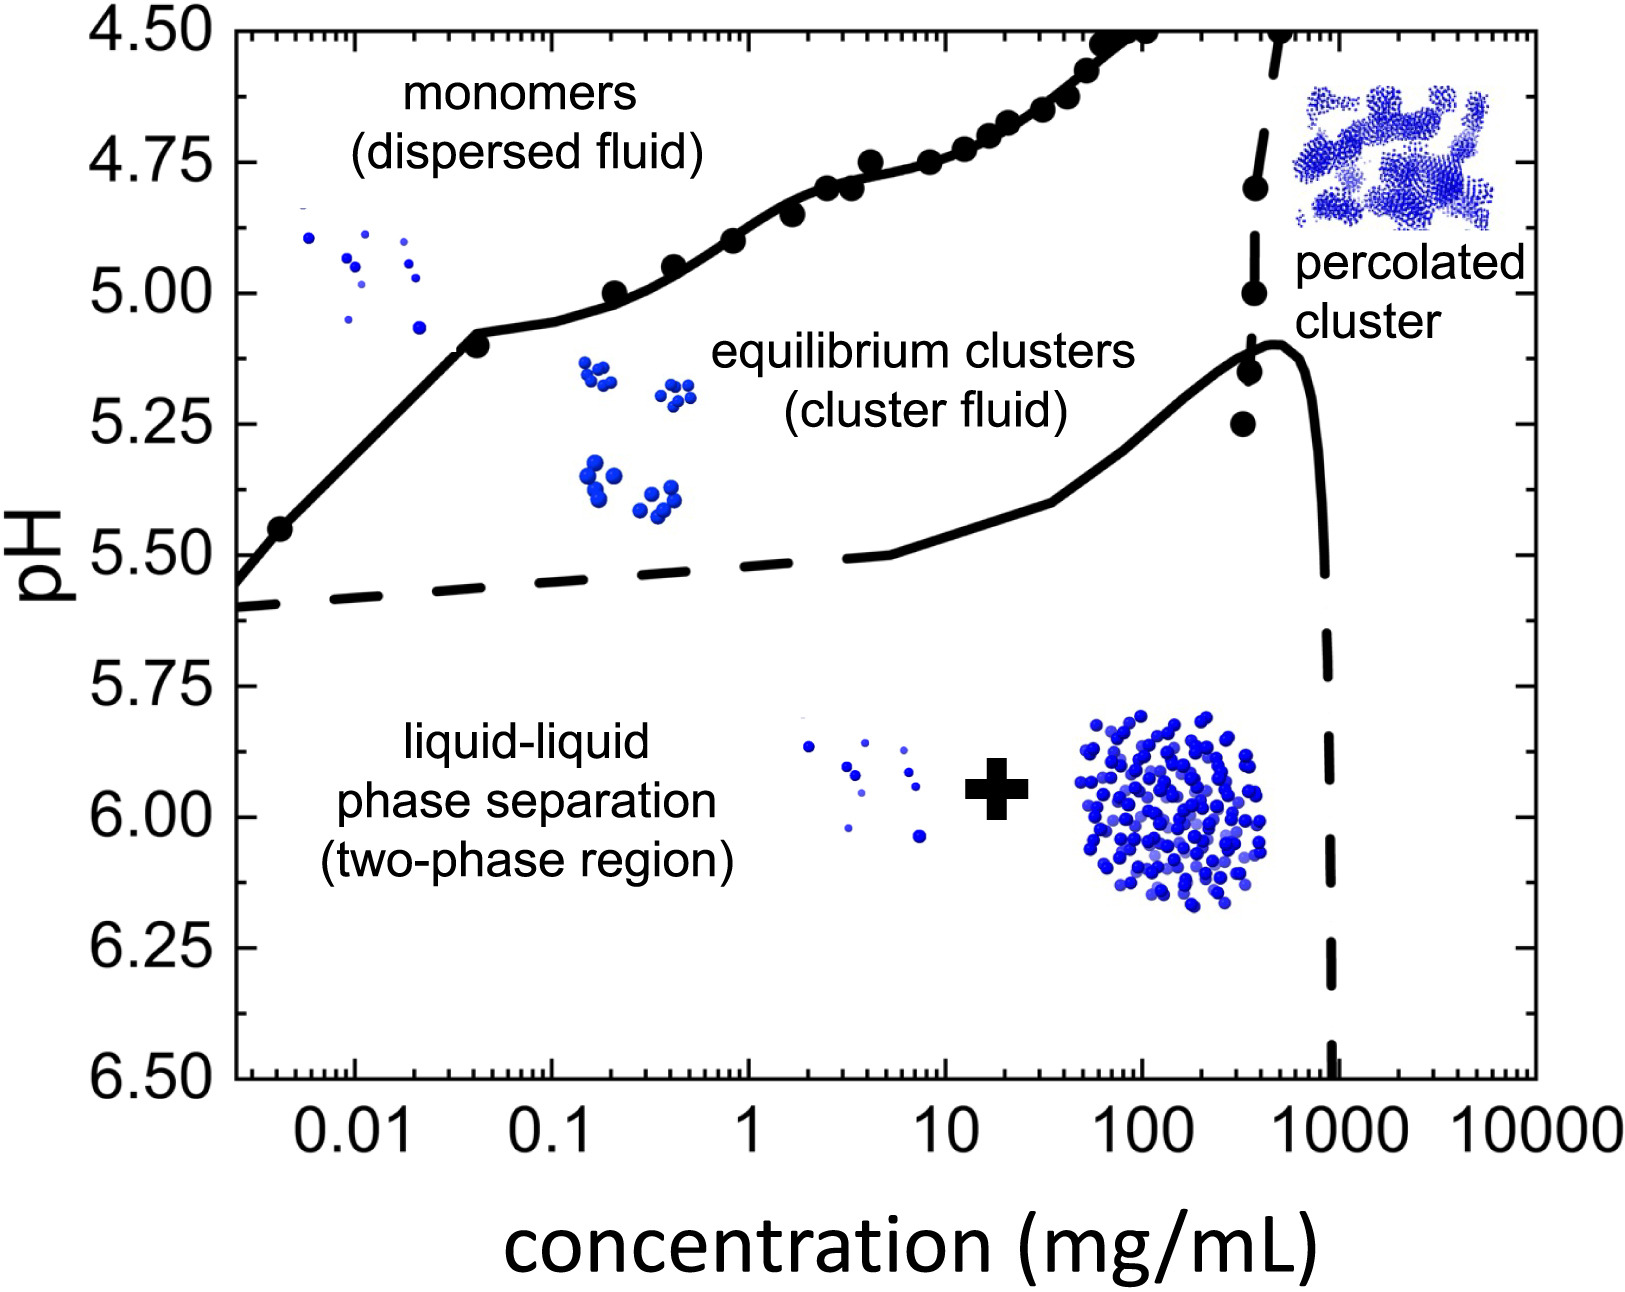 4.50
4.75
5.00
5.25
5.50
5.75
6.00
6.25
6.50
pH
monomers
(dispersed fluid)
equilibrium clusters
(cluster fluid)
percolated
cluster
liquid-liquid
phase separation
(two-phase region)
+
0.01
0.1
1
10
100
1000
10000
concentration (mg/mL)